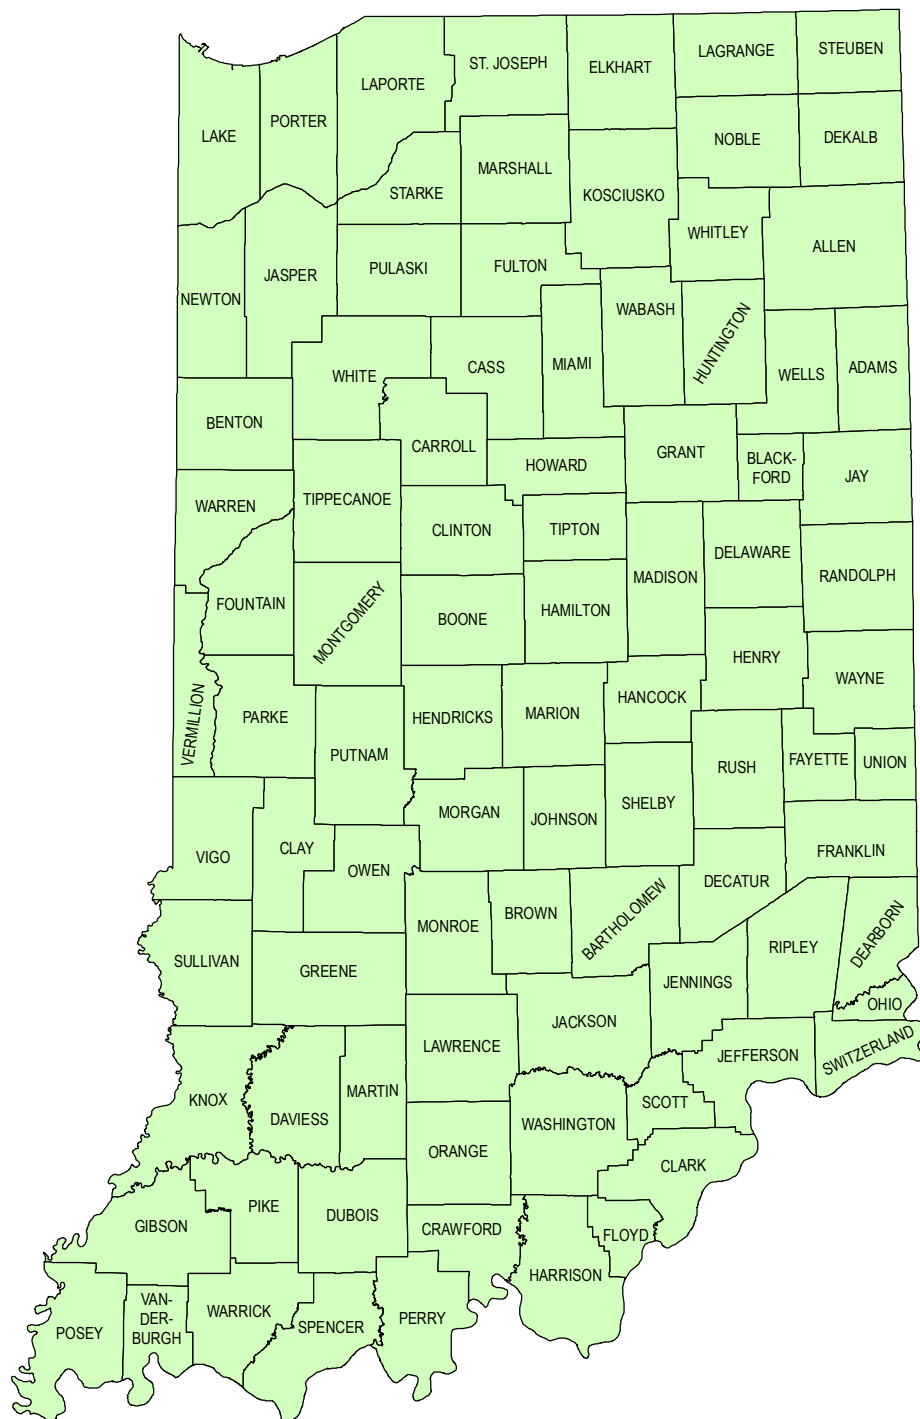 LAGRANGE
STEUBEN
ST. JOSEPH
ELKHART
LAPORTE
PORTER
LAKE
NOBLE
DEKALB
MARSHALL
STARKE
KOSCIUSKO
WHITLEY
ALLEN
PULASKI
FULTON
JASPER
NEWTON
WABASH
HUNTINGTON
MIAMI
CASS
WHITE
WELLS
ADAMS
BENTON
CARROLL
HOWARD
GRANT
BLACK-
FORD
JAY
TIPPECANOE
WARREN
CLINTON
TIPTON
DELAWARE
MADISON
RANDOLPH
FOUNTAIN
MONTGOMERY
BOONE
HAMILTON
HENRY
WAYNE
VERMILLION
PARKE
HENDRICKS
MARION
HANCOCK
PUTNAM
RUSH
FAYETTE
UNION
MORGAN
JOHNSON
SHELBY
VIGO
CLAY
OWEN
FRANKLIN
DECATUR
MONROE
BROWN
BARTHOLOMEW
RIPLEY
DEARBORN
SULLIVAN
GREENE
JENNINGS
OHIO
JACKSON
LAWRENCE
JEFFERSON
SWITZERLAND
KNOX
DAVIESS
MARTIN
SCOTT
WASHINGTON
ORANGE
CLARK
PIKE
DUBOIS
GIBSON
CRAWFORD
FLOYD
HARRISON
POSEY
VAN-
DER-
BURGH
WARRICK
SPENCER
PERRY